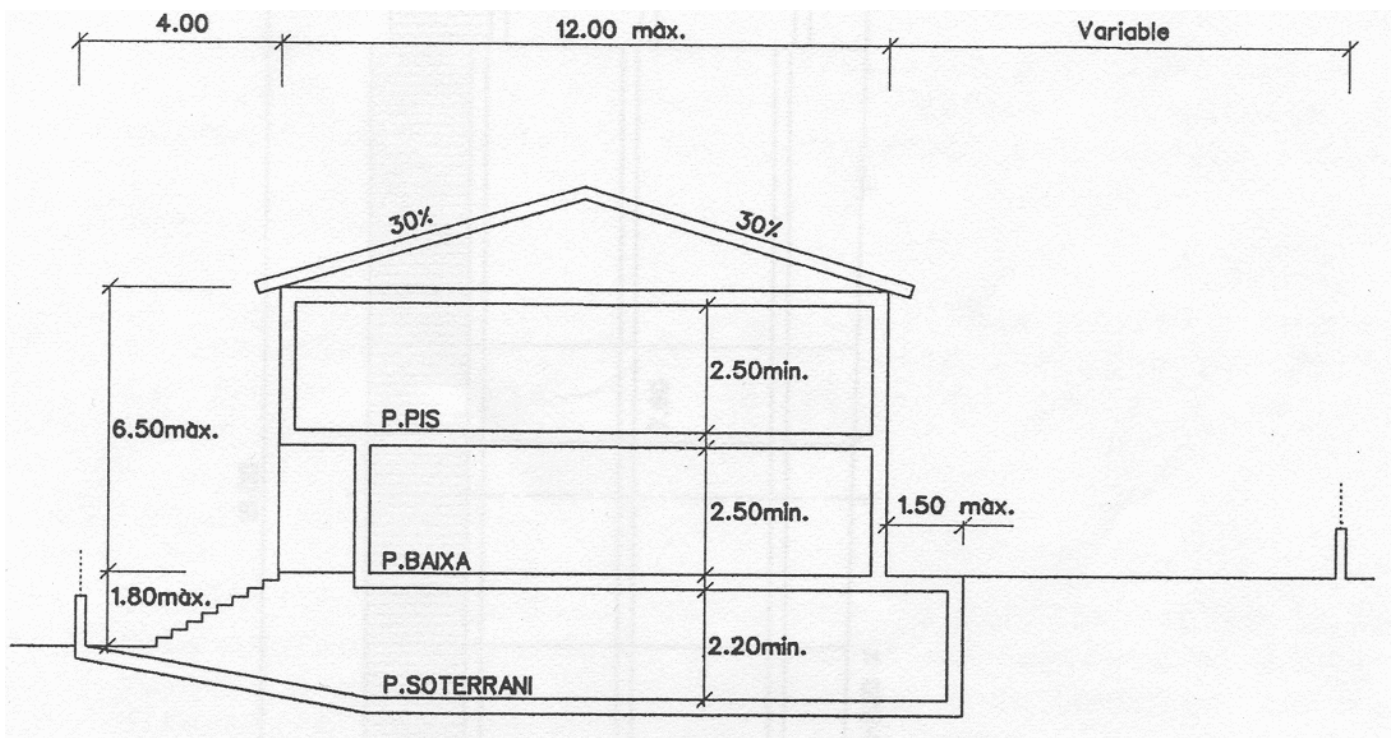 4.00
12.00 màx.
Variable
30%
30%
2.50min.
6.50màx.
P.PIS
2.50min.
1.50 màx.
P.BAIXA
1.80màx.
2.20min.
P.SOTERRANI